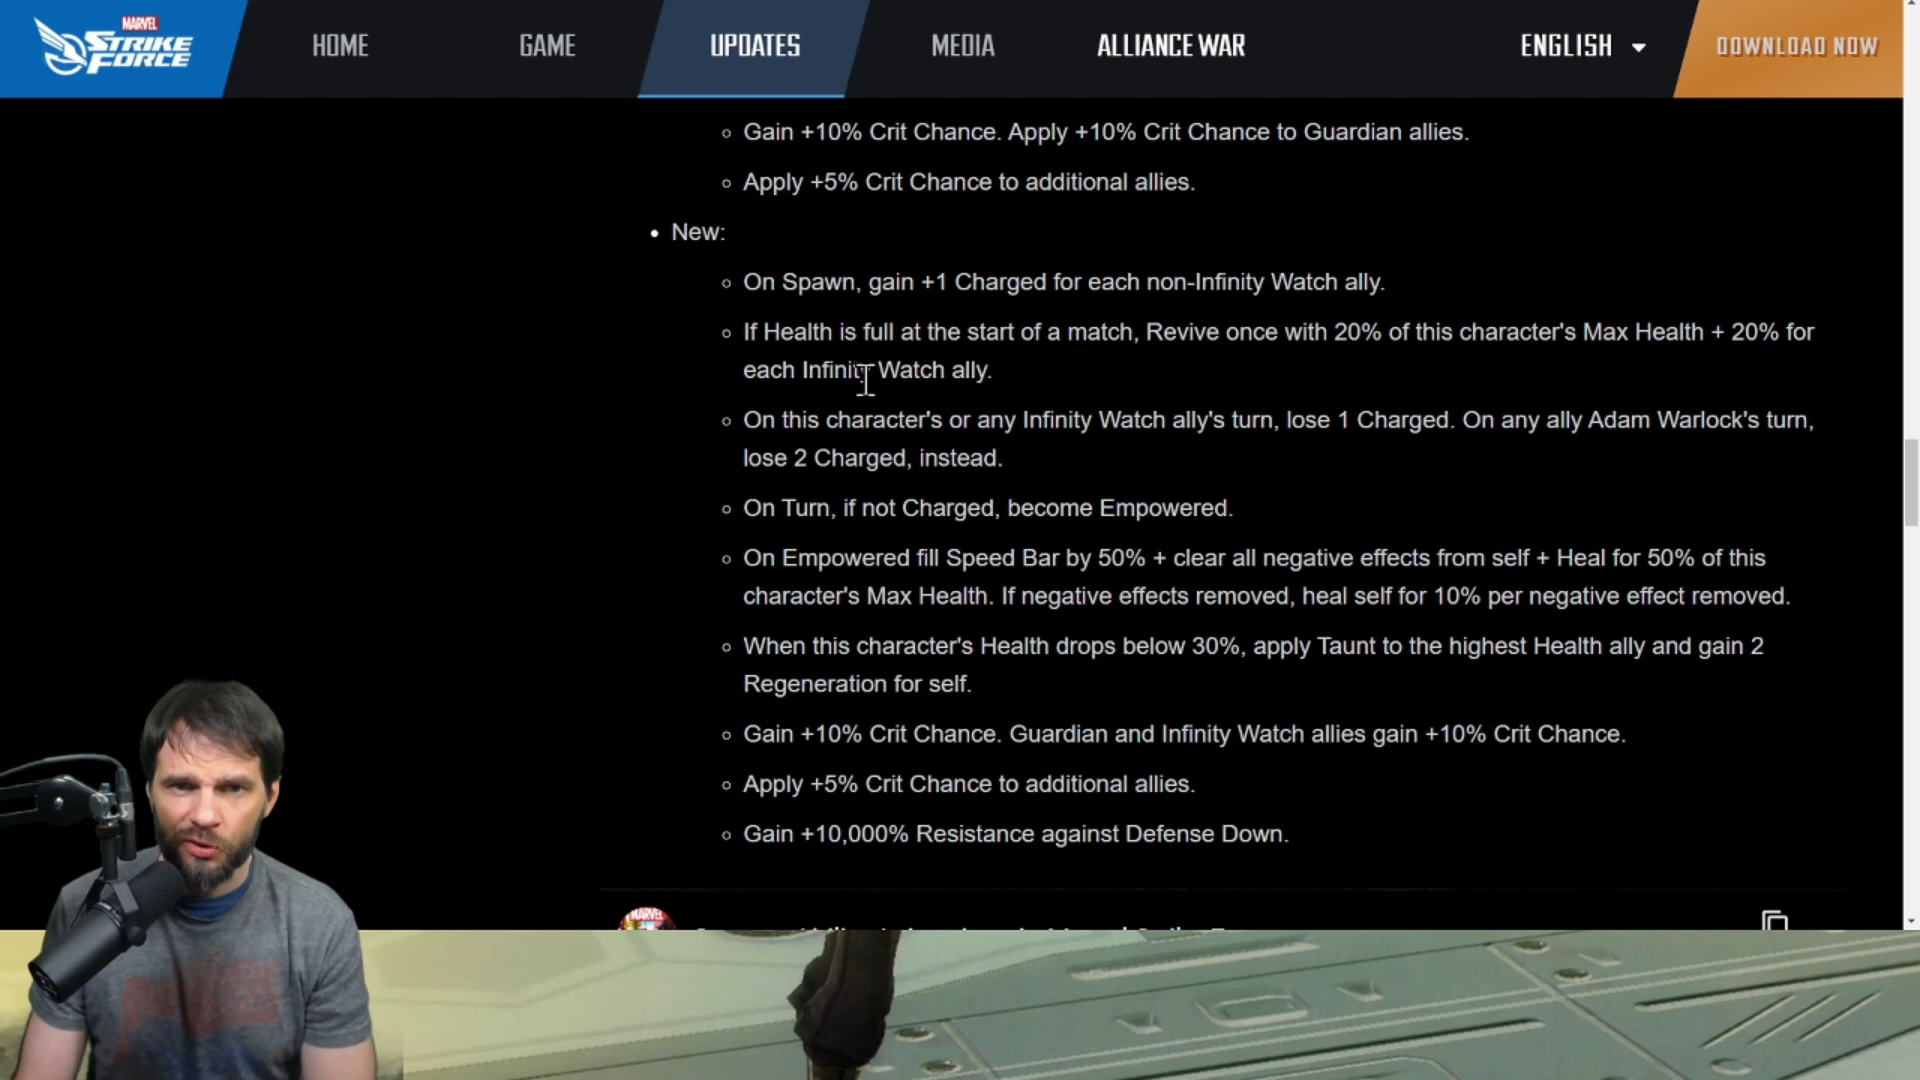 MARVEL
STRIKE
FORCE
HOME
GAME
UPDATES
MEDIA
ALLIANCE WAR
ENGLISH
DOWNLOAD NOW
Gain +10% Crit Chance. Apply +10% Crit Chance to Guardian allies.
Apply +5% Crit Chance to additional allies.
New:
On Spawn, gain +1 Charged for each non-Infinity Watch ally.
If Health is full at the start of a match, Revive once with 20% of this character's Max Health + 20% for
each Infinity Watch ally.
On this character's or any Infinity Watch ally's turn, lose 1 Charged. On any ally Adam Warlock's turn,
lose 2 Charged, instead.
On Turn, if not Charged, become Empowered.
On Empowered fill Speed Bar by 50% + clear all negative effects from self + Heal for 50% of this
character's Max Health. If negative effects removed, heal self for 10% per negative effect removed.
When this character's Health drops below 30%, apply Taunt to the highest Health ally and gain 2
Regeneration for self.
Gain +10% Crit Chance. Guardian and Infinity Watch allies gain +10% Crit Chance.
Apply +5% Crit Chance to additional allies.
Gain +10,000% Resistance against Defense Down.
MARVEL